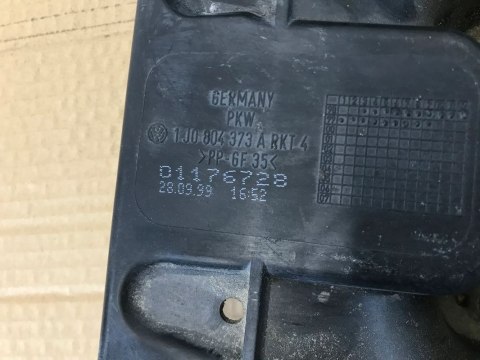 GERMANY
PKW
1J0 804 373 A RKT 4
>PP-GF 35<
01176728
28.09.99 16:52